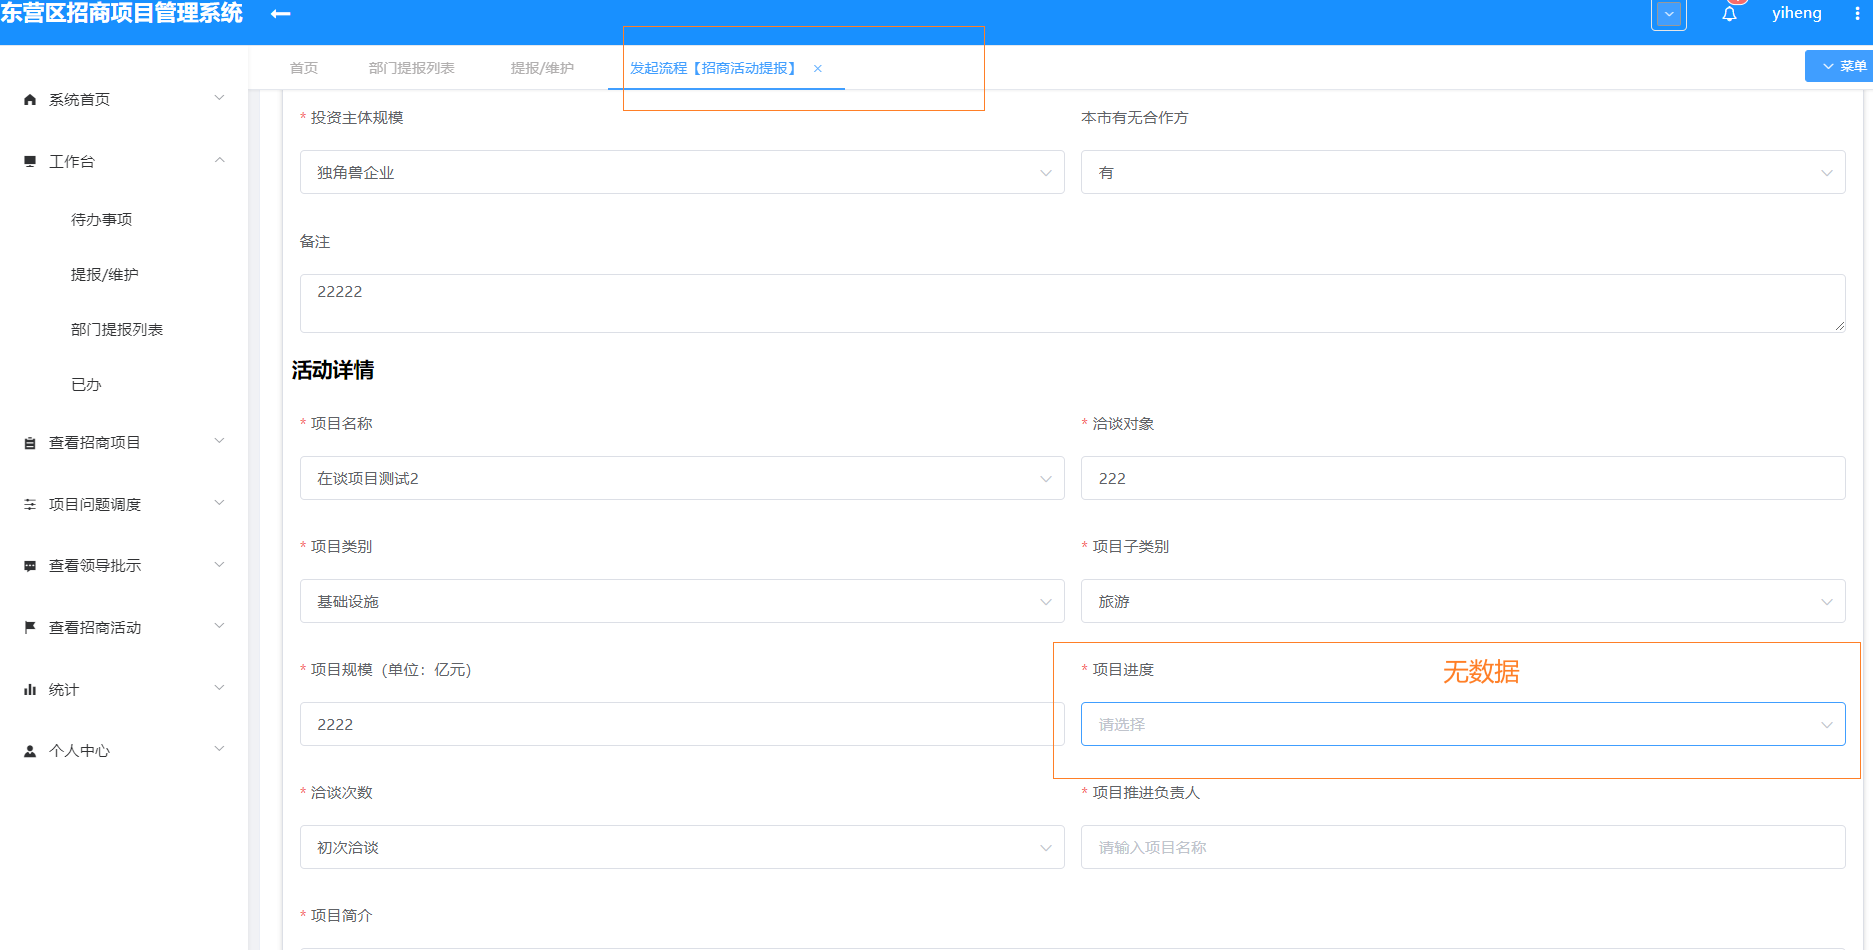 东营区招商项目管理系统
yiheng
首页
部门提报列表
提报/维护
发起流程【招商活动提报】
菜单
系统首页
工作台
待办事项
提报/维护
部门提报列表
已办
查看招商项目
项目问题调度
查看领导批示
查看招商活动
统计
个人中心
* 投资主体规模
本市有无合作方
独角兽企业
有
备注
22222
活动详情
* 项目名称
* 洽谈对象
在谈项目测试2
222
* 项目类别
* 项目子类别
基础设施
旅游
* 项目规模（单位：亿元）
* 项目进度
无数据
2222
请选择
* 洽谈次数
* 项目推进负责人
初次洽谈
请输入项目名称
* 项目简介